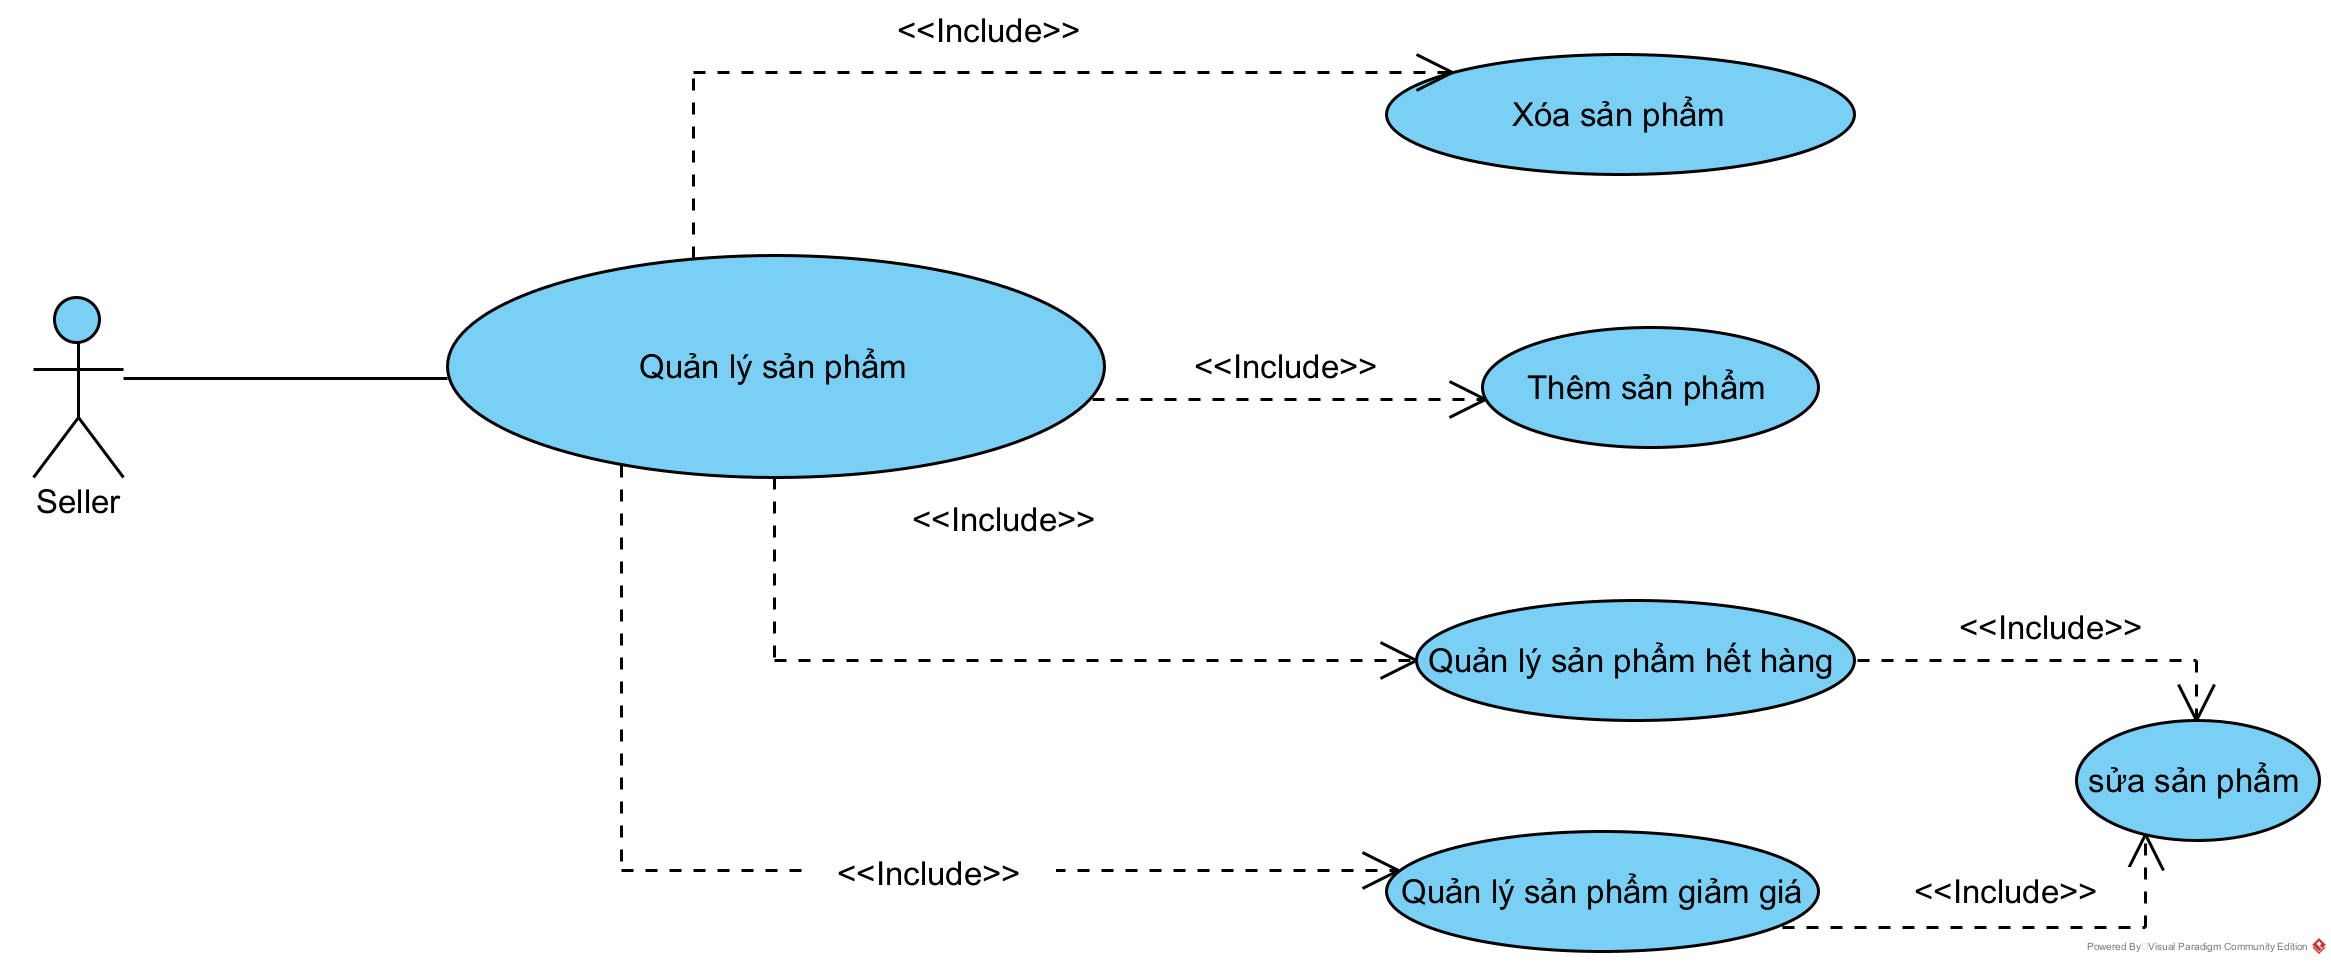 <<Include>>
Xóa sản phẩm
Quản lý sản phẩm
<<Include>>
Thêm sản phẩm
Seller
<<Include>>
Quản lý sản phẩm hết hàng
<<Include>>
sửa sản phẩm
<<Include>>
Quản lý sản phẩm giảm giá
<<Include>>
Powered By Visual Paradigm Community Edition